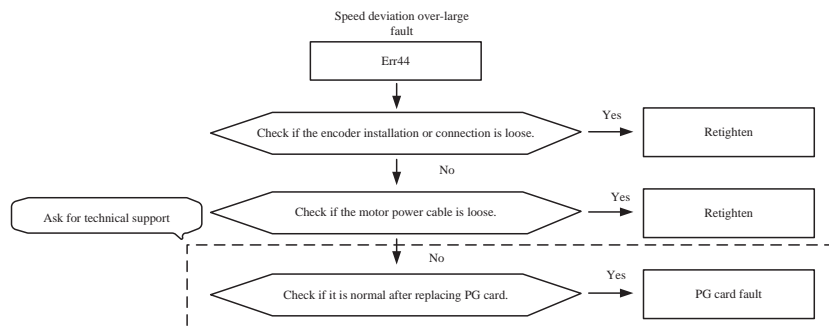 Speed deviation over-large
fault
Err44
Check if the encoder installation or connection is loose.
Yes
Retighten
No
Ask for technical support
Check if the motor power cable is loose.
Yes
Retighten
No
Check if it is normal after replacing PG card.
Yes
PG card fault